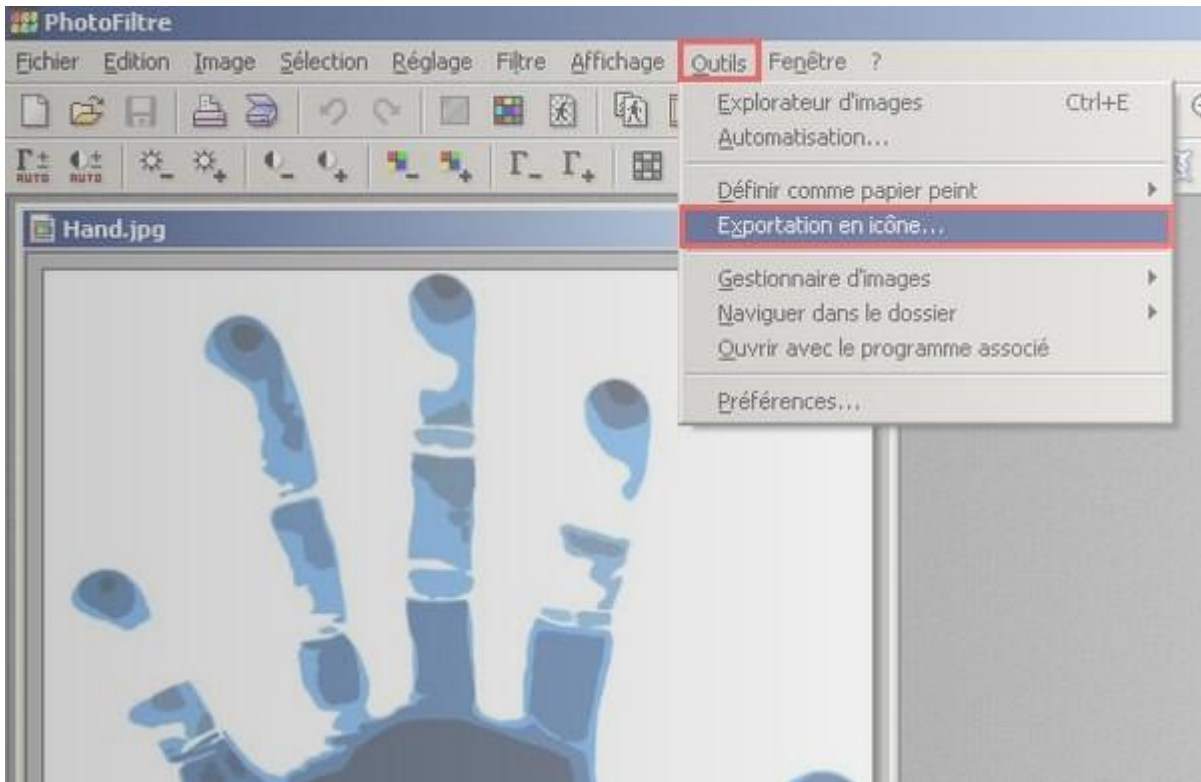 PhotoFiltre
Fichier Edition Image Sélection Réglage Filtre Affichage Outils Fenêtre ?
Explorateur d'images Ctrl+E
Automatisation...
AUTO AUTO
Définir comme papier peint
Hand.jpg
Exportation en icône...
Gestionnaire d'images
Naviguer dans le dossier
Ouvrir avec le programme associé
Préférences...